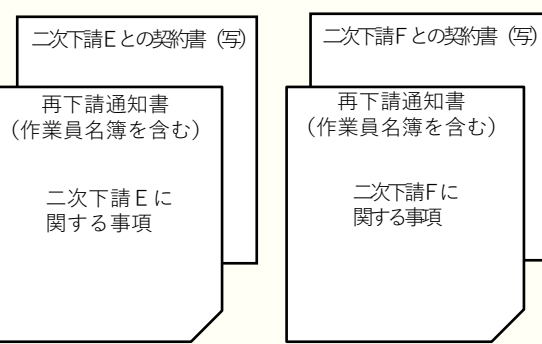 二次下請Eとの契約書（写）
再下請通知書
（作業員名簿を含む）
二次下請Eに
関する事項
二次下請Fとの契約書（写）
再下請通知書
（作業員名簿を含む）
二次下請Fに
関する事項